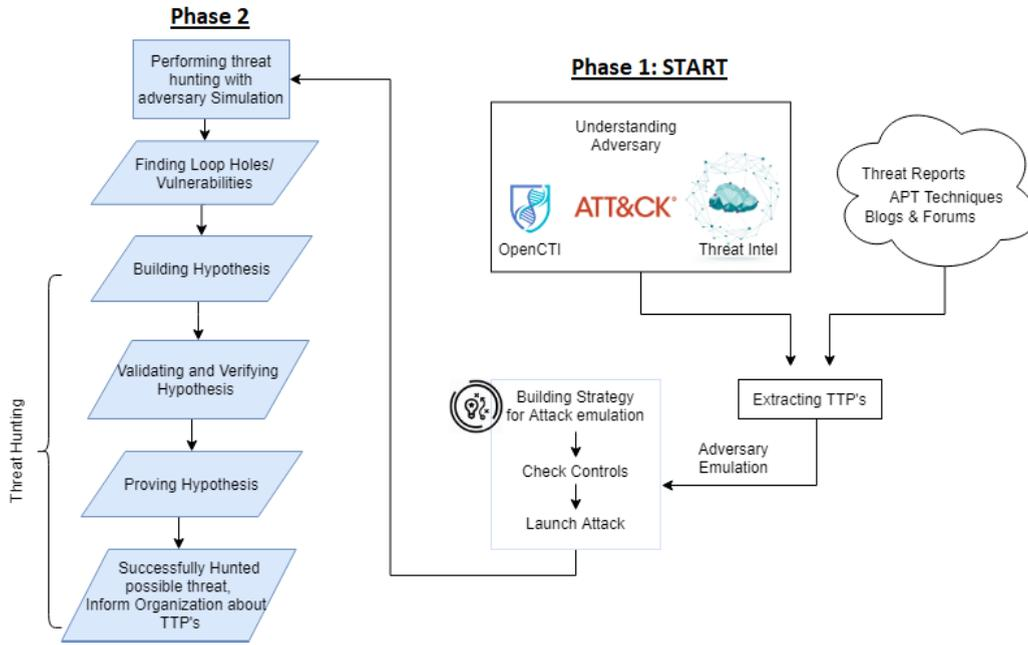 Phase 2
Performing threat
hunting with
adversary Simulation
Finding Loop Holes/
Vulnerabilities
Building Hypothesis
Validating and Verifying
Hypothesis
Proving Hypothesis
Successfully Hunted
possible threat,
Inform Organization about
TTP's
Threat Hunting
Phase 1: START
Understanding
Adversary
OpenCTI
ATT&CK®
Threat Intel
Threat Reports
APT Techniques
Blogs & Forums
Extracting TTP's
Adversary
Emulation
Building Strategy
for Attack emulation
Check Controls
Launch Attack